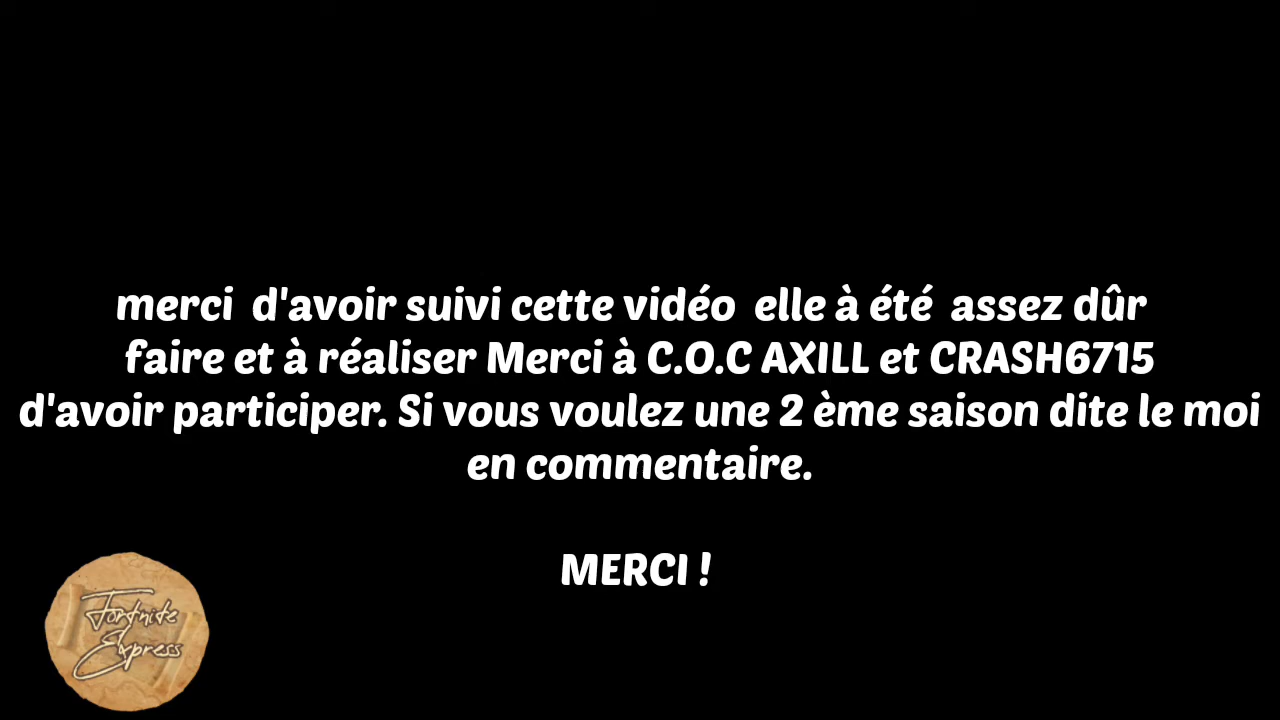 merci  d'avoir suivi cette vidéo  elle à été  assez dûr
faire et à réaliser Merci à C.O.C AXILL et CRASH6715
d'avoir participer. Si vous voulez une 2 ème saison dite le moi
en commentaire.
MERCI !
Fortnite
Express